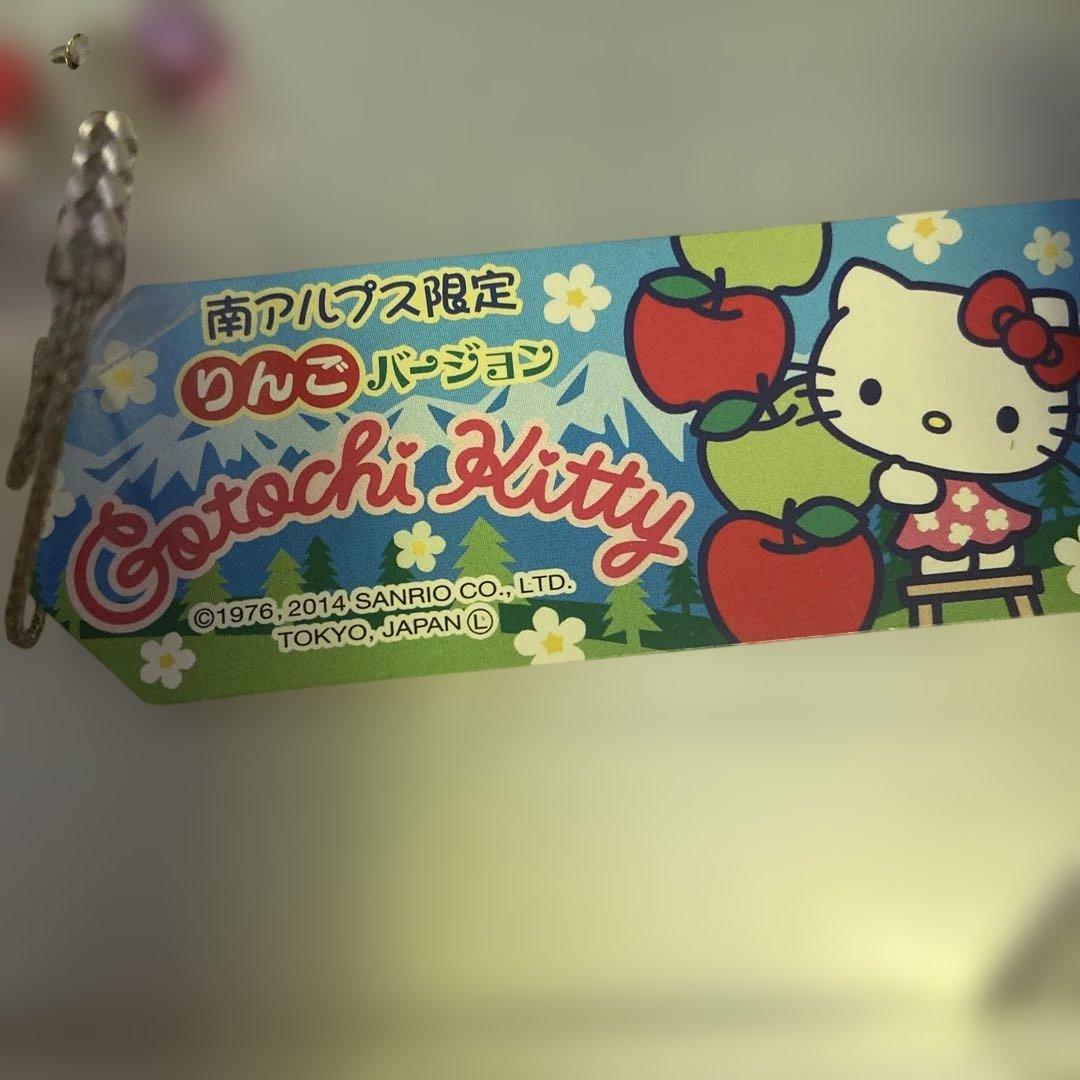 南アルプス限定
りんごバージョン
Gotochi Kitty
©1976, 2014 SANRIO CO., LTD.
TOKYO, JAPAN Ⓛ